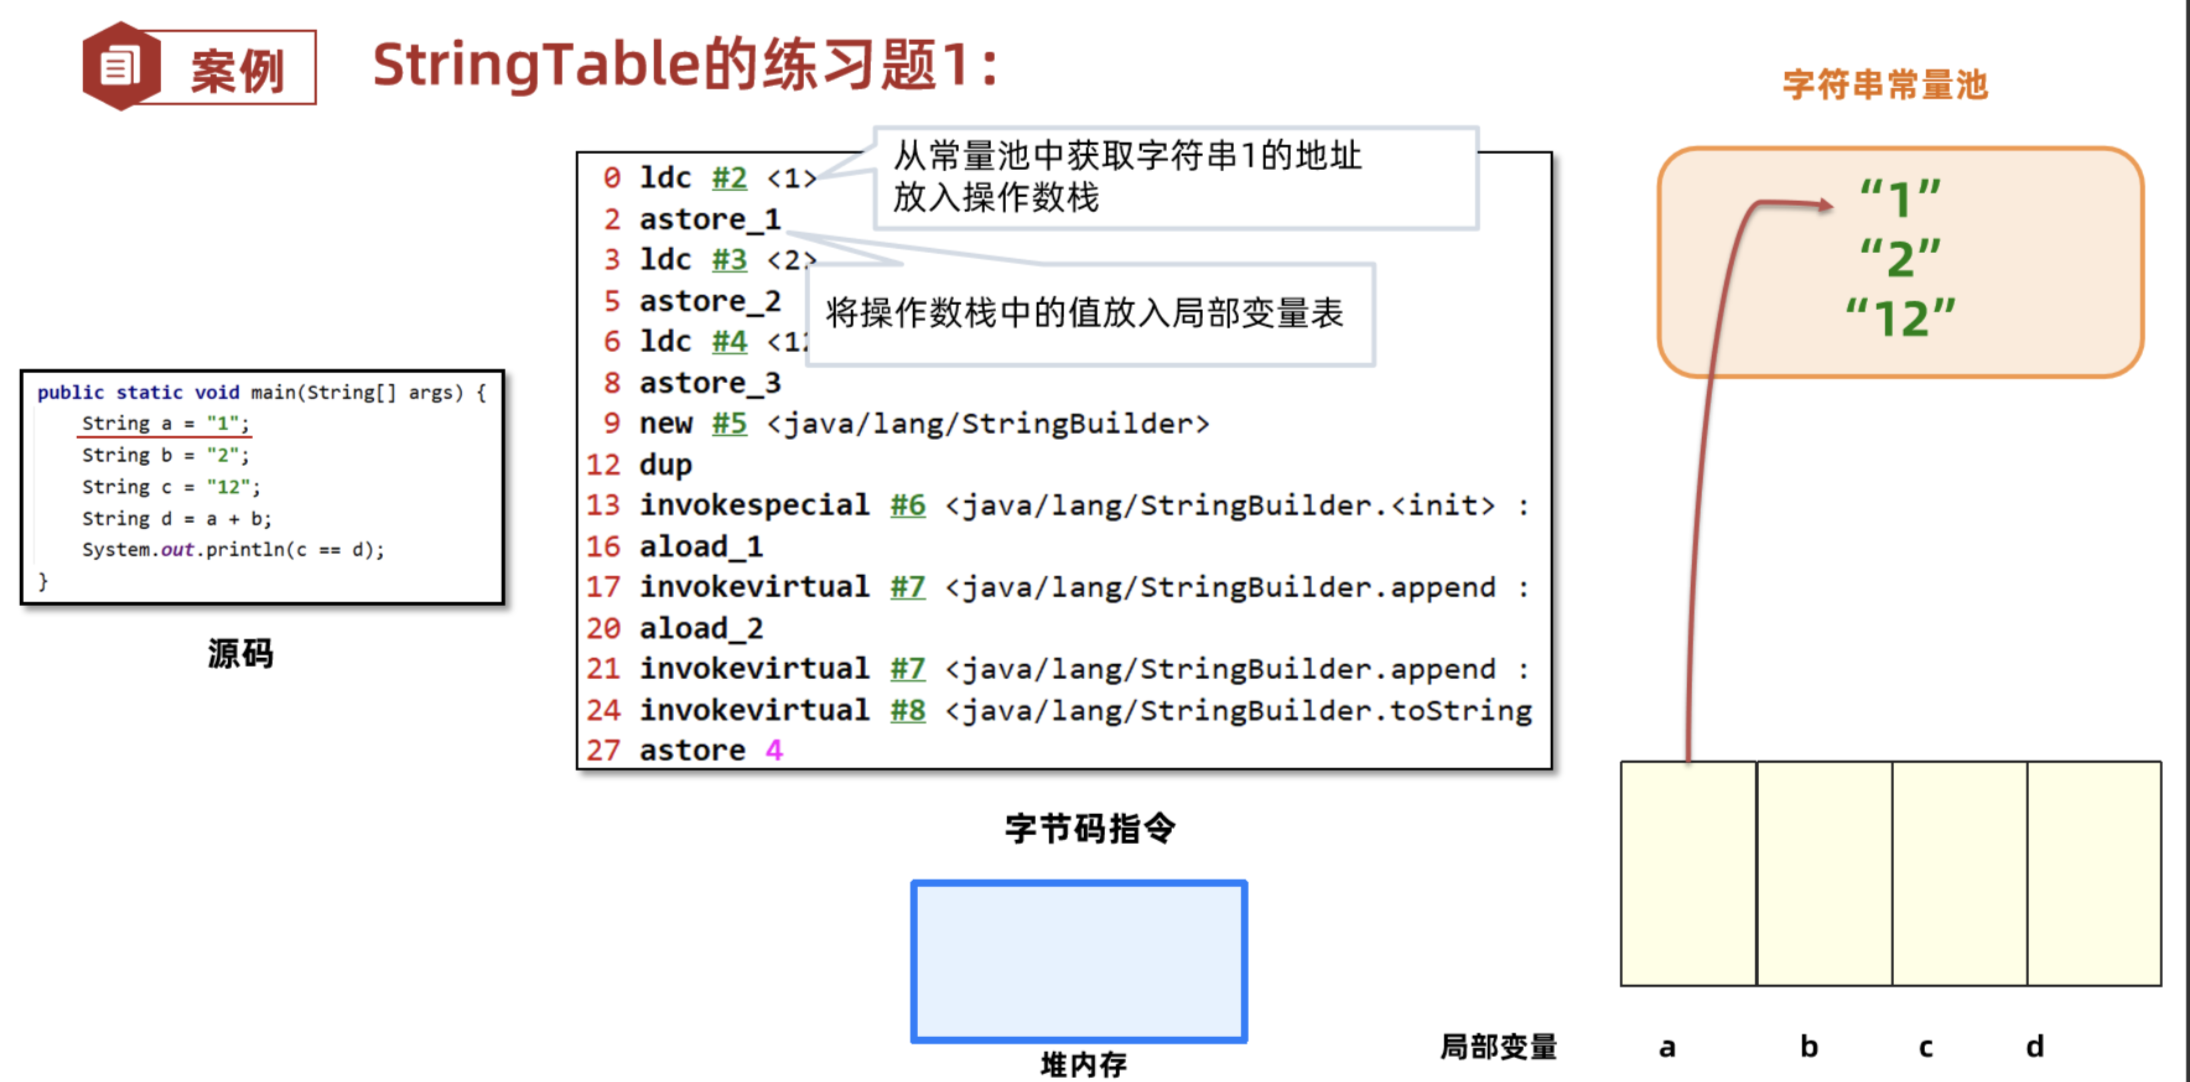 案例
StringTable的练习题1：
字符串常量池
“1”
“2”
“12”
从常量池中获取字符串1的地址
放入操作数栈
将操作数栈中的值放入局部变量表
0 ldc #2 <1>
2 astore_1
3 ldc #3 <2>
5 astore_2
6 ldc #4 <12
8 astore_3
9 new #5 <java/lang/StringBuilder>
12 dup
13 invokespecial #6 <java/lang/StringBuilder.<init> :
16 aload_1
17 invokevirtual #7 <java/lang/StringBuilder.append :
20 aload_2
21 invokevirtual #7 <java/lang/StringBuilder.append :
24 invokevirtual #8 <java/lang/StringBuilder.toString
27 astore 4
字节码指令
public static void main(String[] args) {
String a = "1";
String b = "2";
String c = "12";
String d = a + b;
System.out.println(c == d);
}
源码
堆内存
局部变量 a b c d